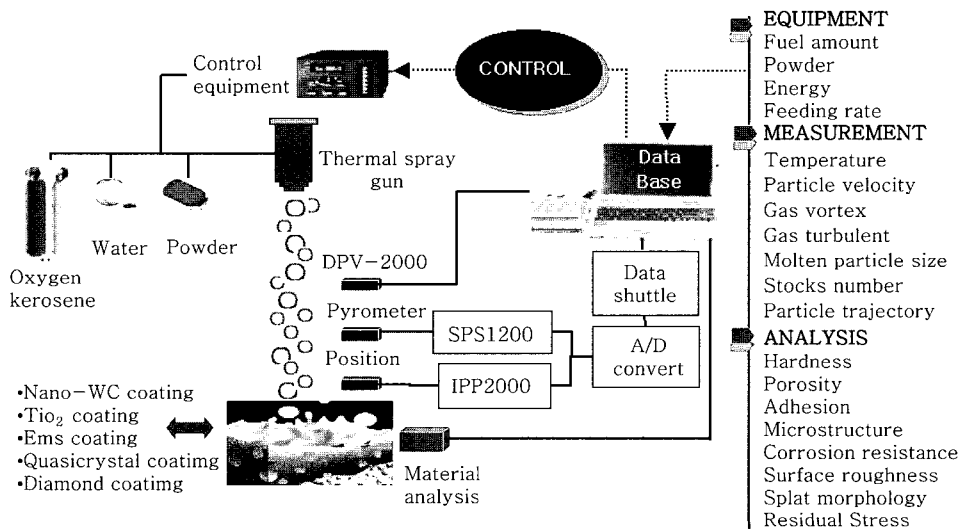 Control
equipment
CONTROL
Thermal spray
gun
Data
Base
Oxygen
kerosene
Water
Powder
DPV-2000
Pyrometer
SPS1200
Position
IPP2000
Data
shuttle
A/D
convert
•Nano-WC coating
•Tio₂ coating
•Ems coating
•Quasicrystal coatimg
•Diamond coatimg
Material
analysis
EQUIPMENT
Fuel amount
Powder
Energy
Feeding rate
MEASUREMENT
Temperature
Particle velocity
Gas vortex
Gas turbulent
Molten particle size
Stocks number
Particle trajectory
ANALYSIS
Hardness
Porosity
Adhesion
Microstructure
Corrosion resistance
Surface roughness
Splat morphology
Residual Stress